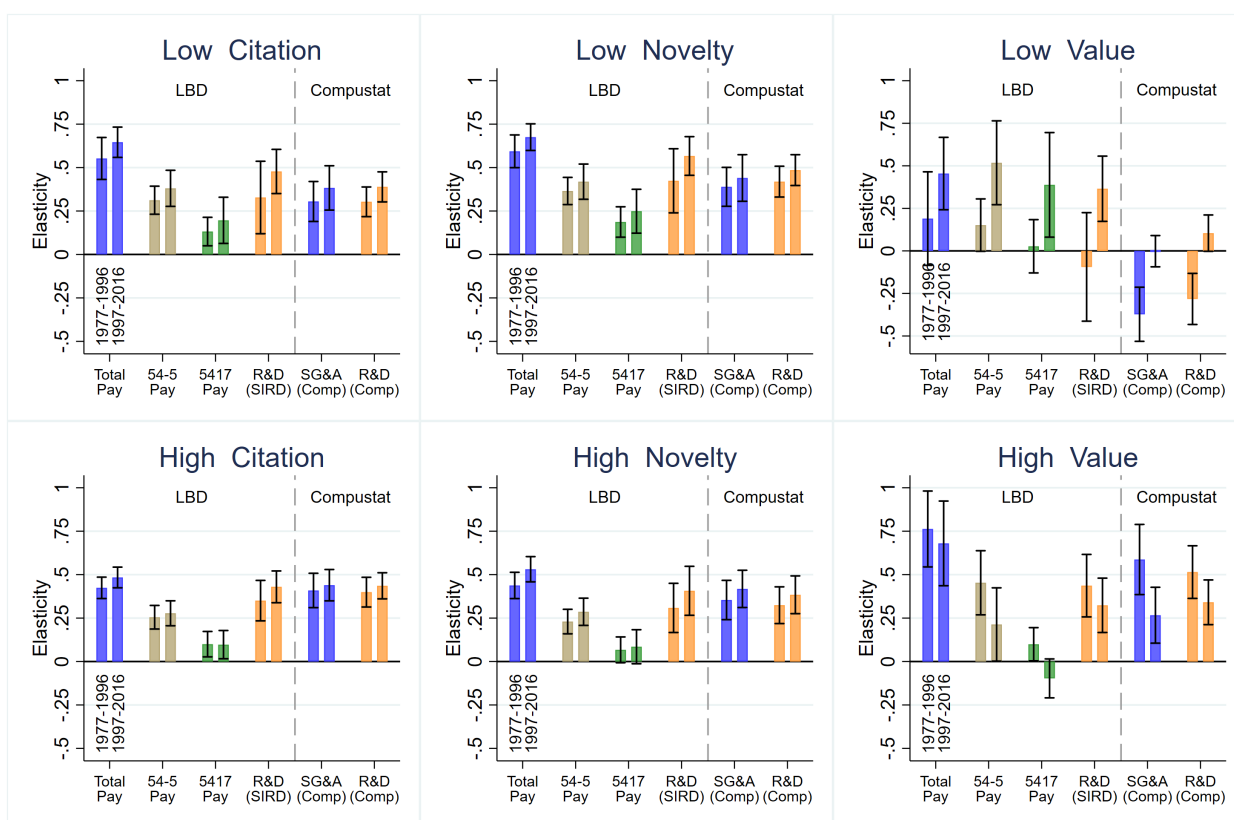 Low Citation
LBD
Compustat
Elasticity
1
.75
.5
.25
0
-.25
-.5
1977-1996
1997-2016
Total Pay
54-5 Pay
5417 Pay
R&D (SIRD)
SG&A (Comp)
R&D (Comp)
Low Novelty
LBD
Compustat
Elasticity
1
.75
.5
.25
0
-.25
-.5
1977-1996
1997-2016
Total Pay
54-5 Pay
5417 Pay
R&D (SIRD)
SG&A (Comp)
R&D (Comp)
Low Value
LBD
Compustat
Elasticity
1
.75
.5
.25
0
-.25
-.5
1977-1996
1997-2016
Total Pay
54-5 Pay
5417 Pay
R&D (SIRD)
SG&A (Comp)
R&D (Comp)
High Citation
LBD
Compustat
Elasticity
1
.75
.5
.25
0
-.25
-.5
1977-1996
1997-2016
Total Pay
54-5 Pay
5417 Pay
R&D (SIRD)
SG&A (Comp)
R&D (Comp)
High Novelty
LBD
Compustat
Elasticity
1
.75
.5
.25
0
-.25
-.5
1977-1996
1997-2016
Total Pay
54-5 Pay
5417 Pay
R&D (SIRD)
SG&A (Comp)
R&D (Comp)
High Value
LBD
Compustat
Elasticity
1
.75
.5
.25
0
-.25
-.5
1977-1996
1997-2016
Total Pay
54-5 Pay
5417 Pay
R&D (SIRD)
SG&A (Comp)
R&D (Comp)